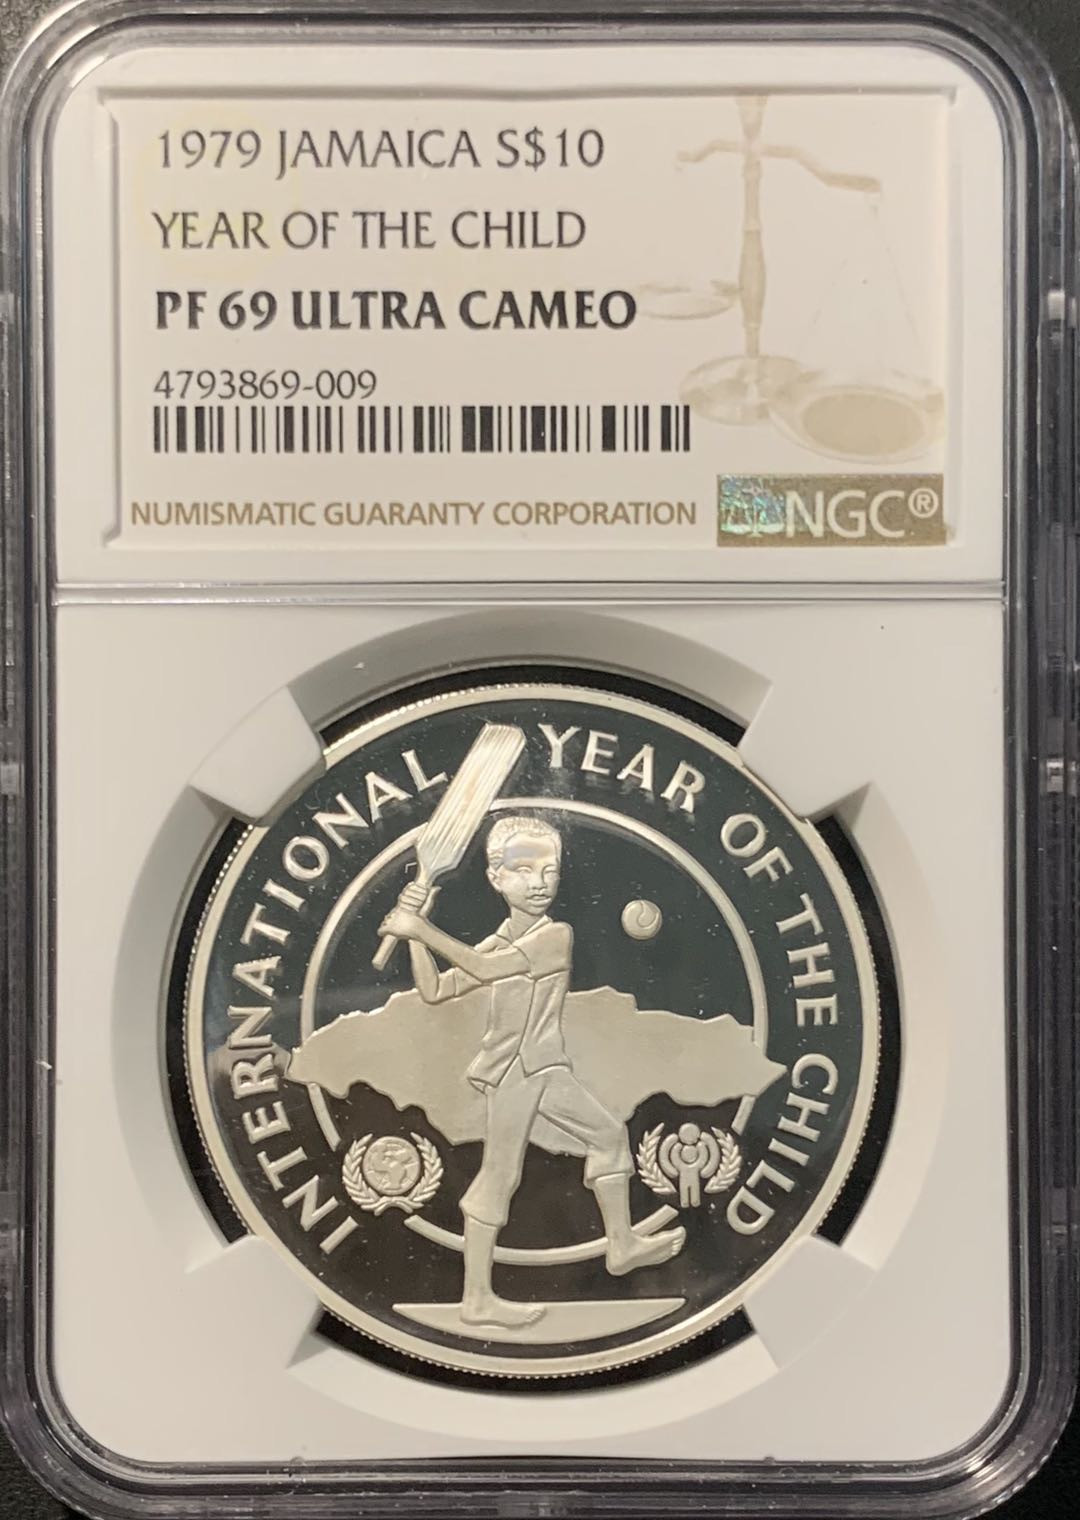 1979 JAMAICA S$10
YEAR OF THE CHILD
PF 69 ULTRA CAMEO
4793869-009
NUMISMATIC GUARANTY CORPORATION
NGC®
INTERNATIONAL YEAR OF THE CHILD